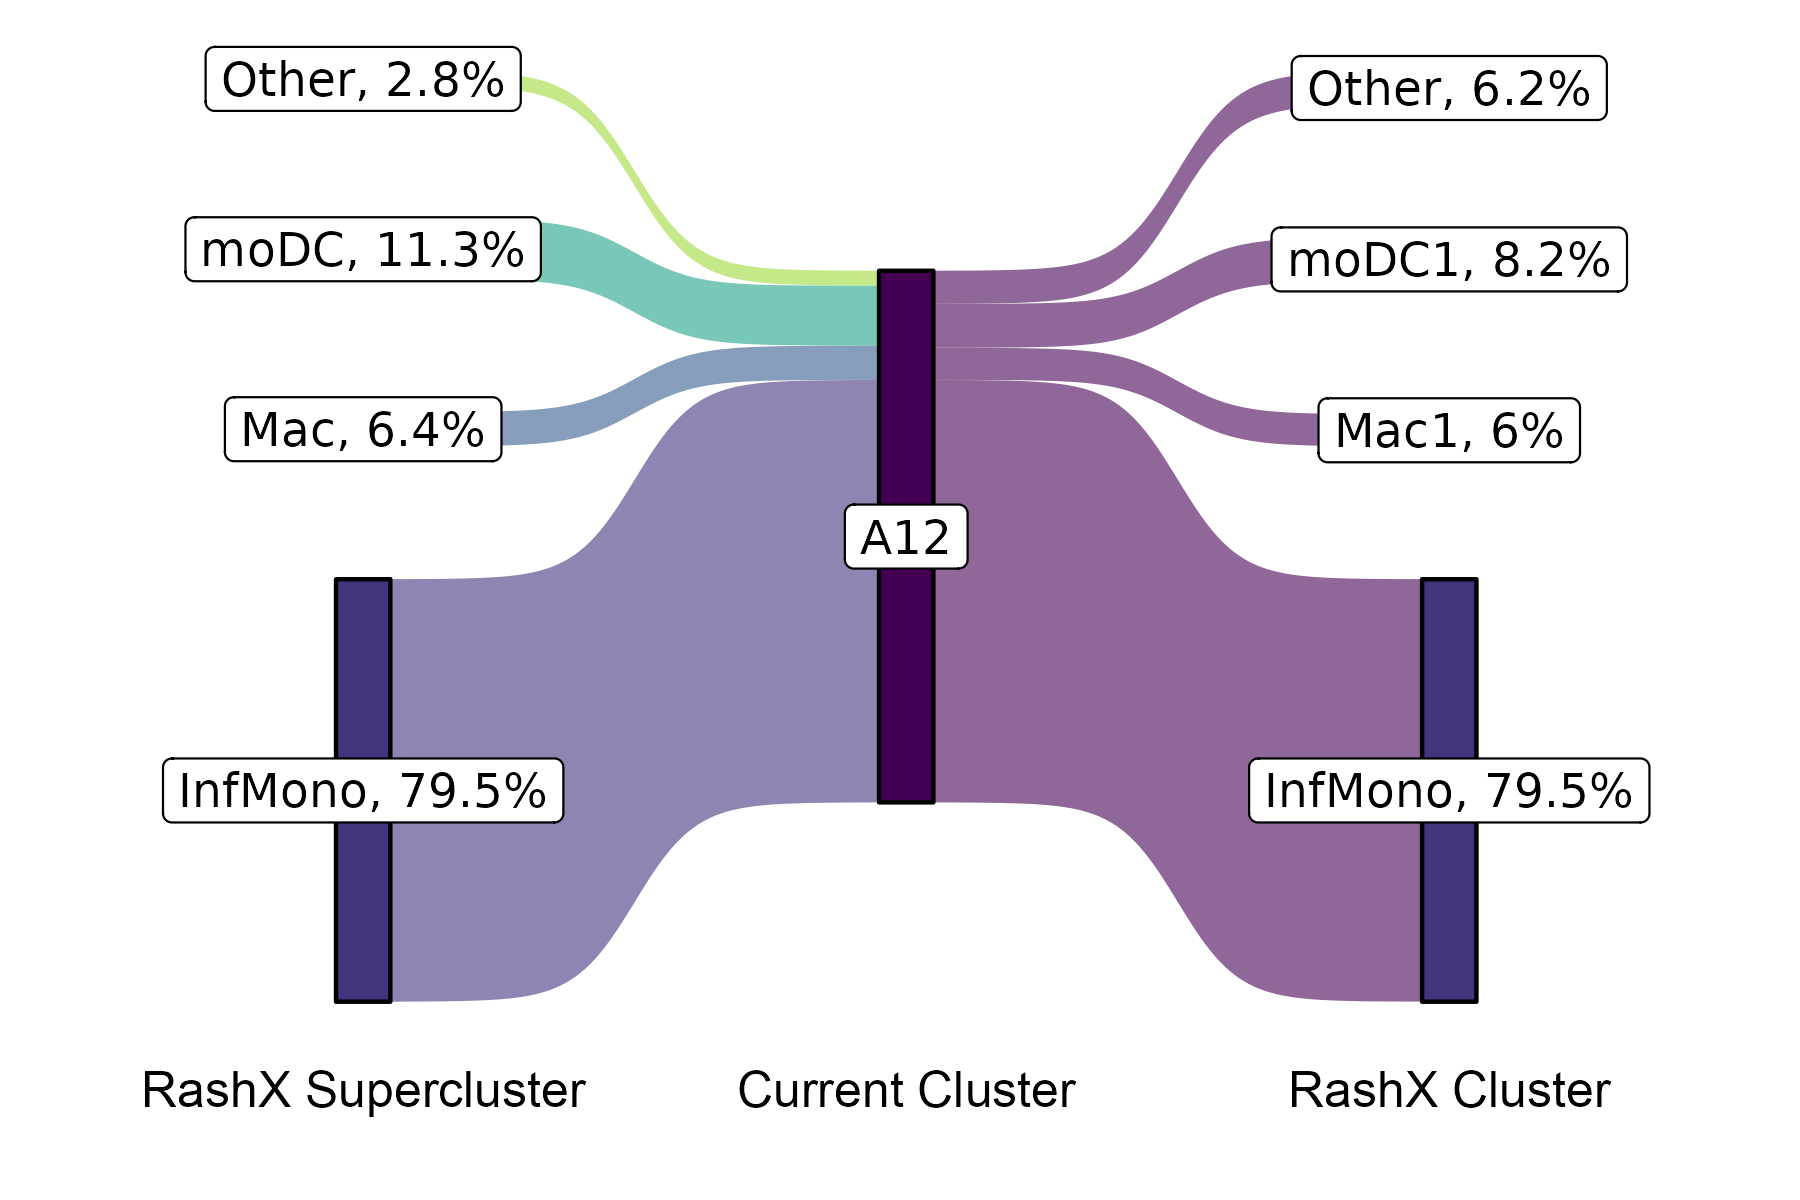 Other, 2.8%
moDC, 11.3%
Mac, 6.4%
InfMono, 79.5%
A12
Other, 6.2%
moDC1, 8.2%
Mac1, 6%
InfMono, 79.5%
RashX Supercluster
Current Cluster
RashX Cluster